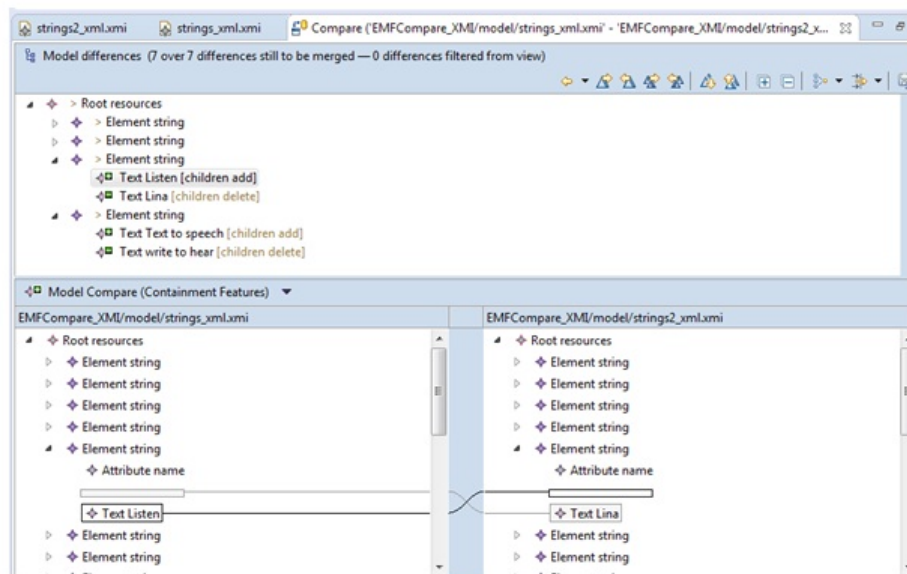 strings2_xml.xmi strings_xml.xmi Compare ('EMFCompare_XMI/model/strings_xml.xmi' - 'EMFCompare_XMI/model/strings2_x...
Model differences (7 over 7 differences still to be merged — 0 differences filtered from view)
> Root resources
> Element string
> Element string
> Element string
Text Listen [children add]
Text Lina [children delete]
> Element string
Text Text to speech [children add]
Text write to hear [children delete]
Model Compare (Containment Features)
EMFCompare_XMI/model/strings_xml.xmi EMFCompare_XMI/model/strings2_xml.xmi
Root resources Root resources
Element string Element string
Element string Element string
Element string Element string
Element string Element string
Element string Element string
Attribute name Attribute name
Text Listen Text Lina
Element string Element string
Element string Element string